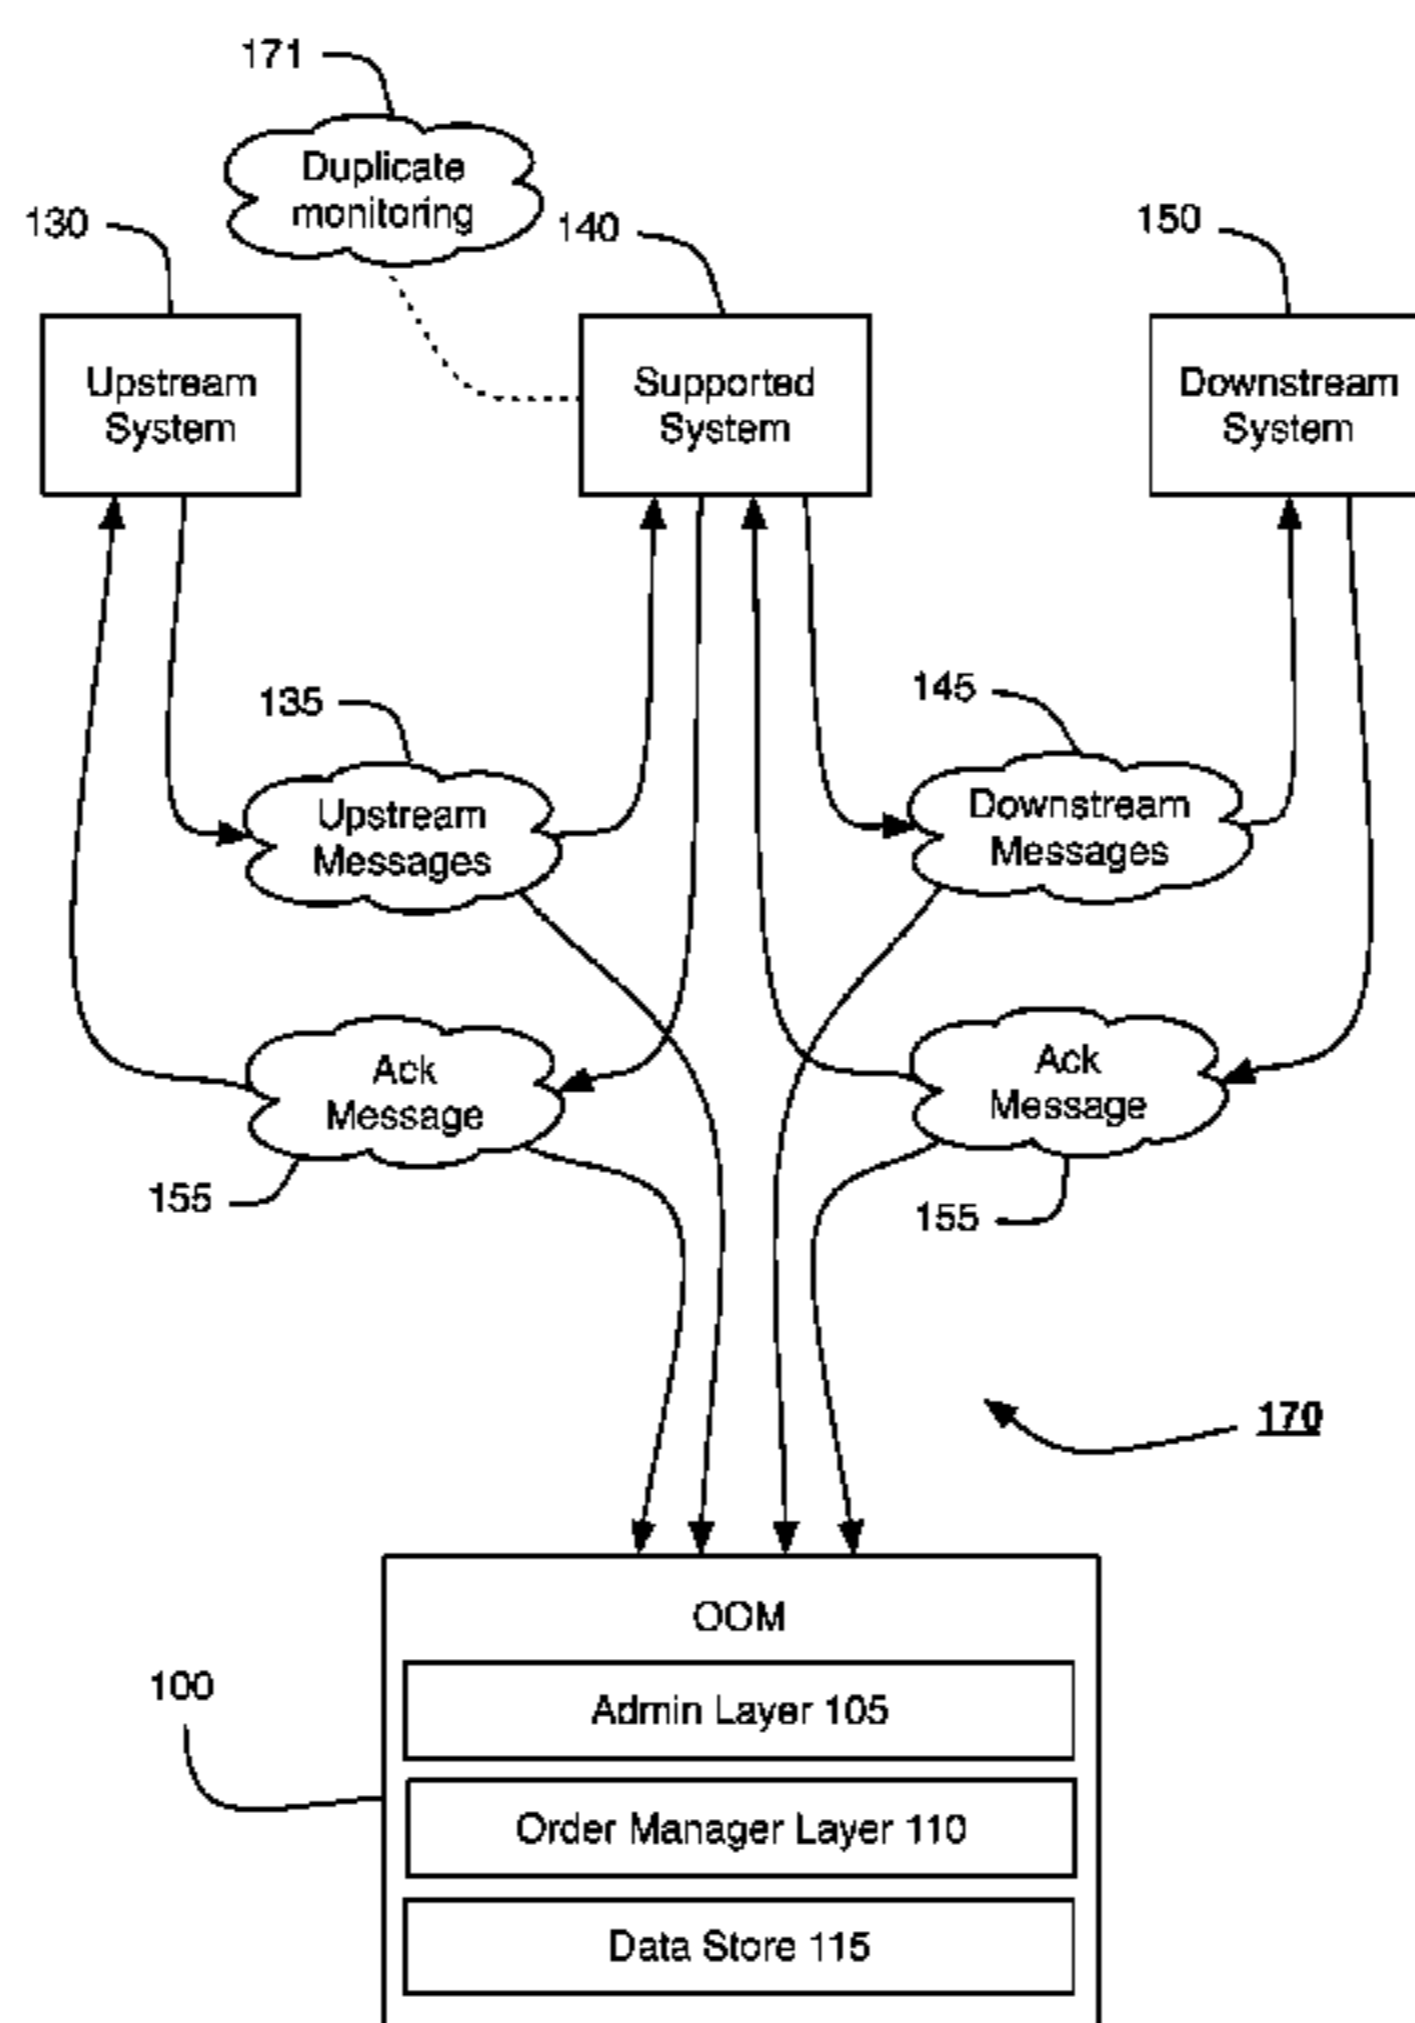 171
Duplicate
monitoring
130
140
150
Upstream
System
Supported
System
Downstream
System
135
145
Upstream
Messages
Downstream
Messages
Ack
Message
Ack
Message
155
155
170
OOM
100
Admin Layer 105
Order Manager Layer 110
Data Store 115